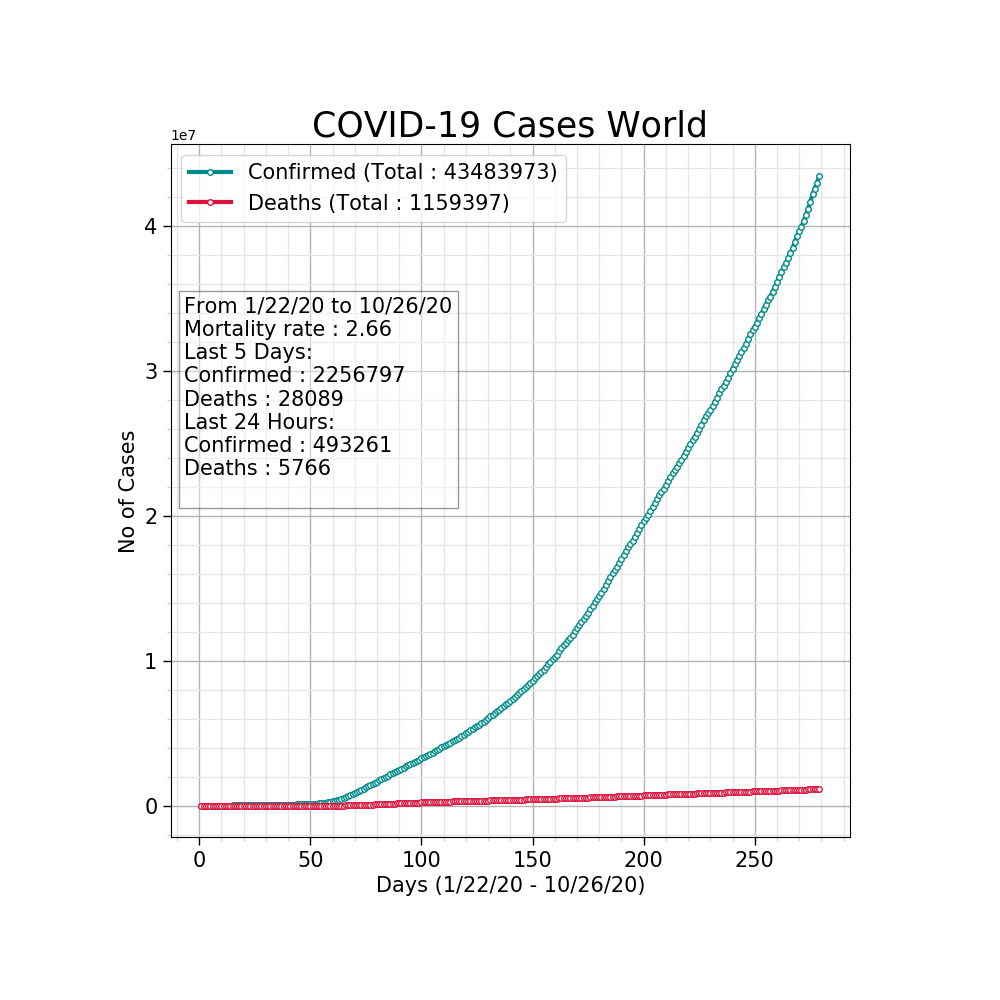 COVID-19 Cases World
1e7
Confirmed (Total : 43483973)
Deaths (Total : 1159397)
4
From 1/22/20 to 10/26/20
Mortality rate : 2.66
Last 5 Days:
Confirmed : 2256797
Deaths : 28089
Last 24 Hours:
Confirmed : 493261
Deaths : 5766
3
2
1
0
No of Cases
0 50 100 150 200 250
Days (1/22/20 - 10/26/20)